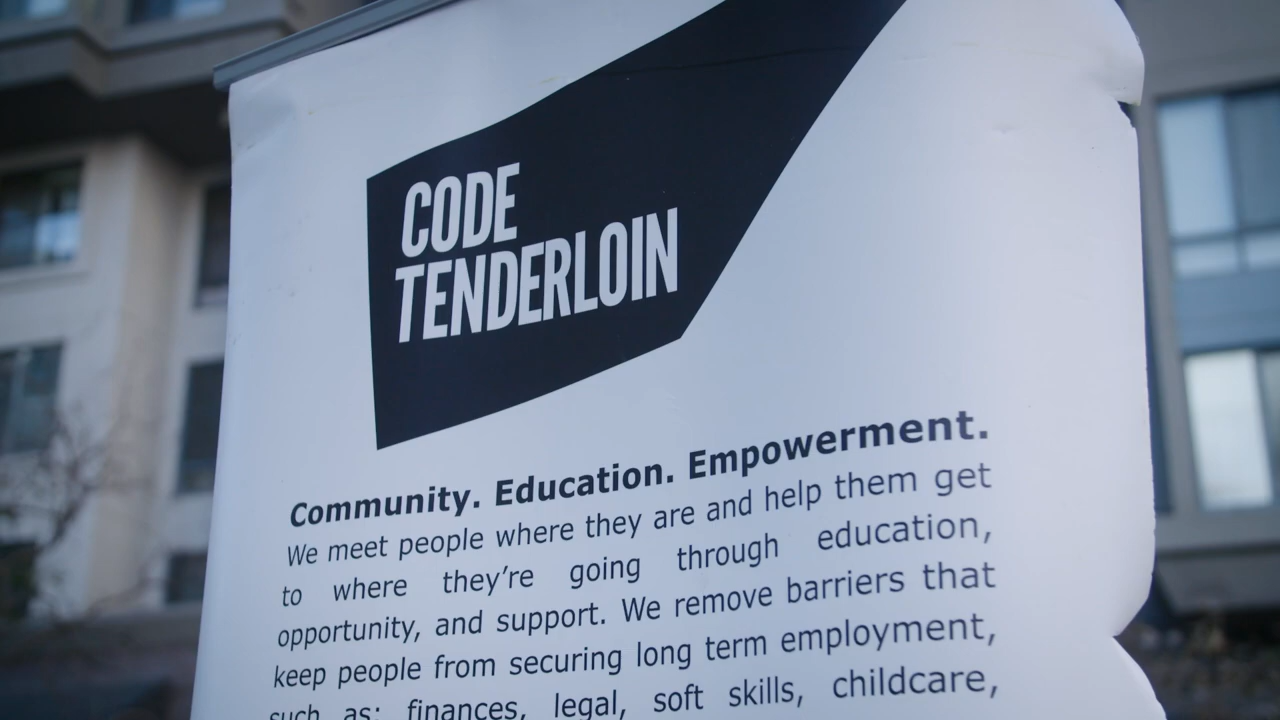 CODE
TENDERLOIN
Community. Education. Empowerment.
We meet people where they are and help them get
to where they're going through education,
opportunity, and support. We remove barriers that
keep people from securing long term employment,
such as: finances, legal, soft skills, childcare,